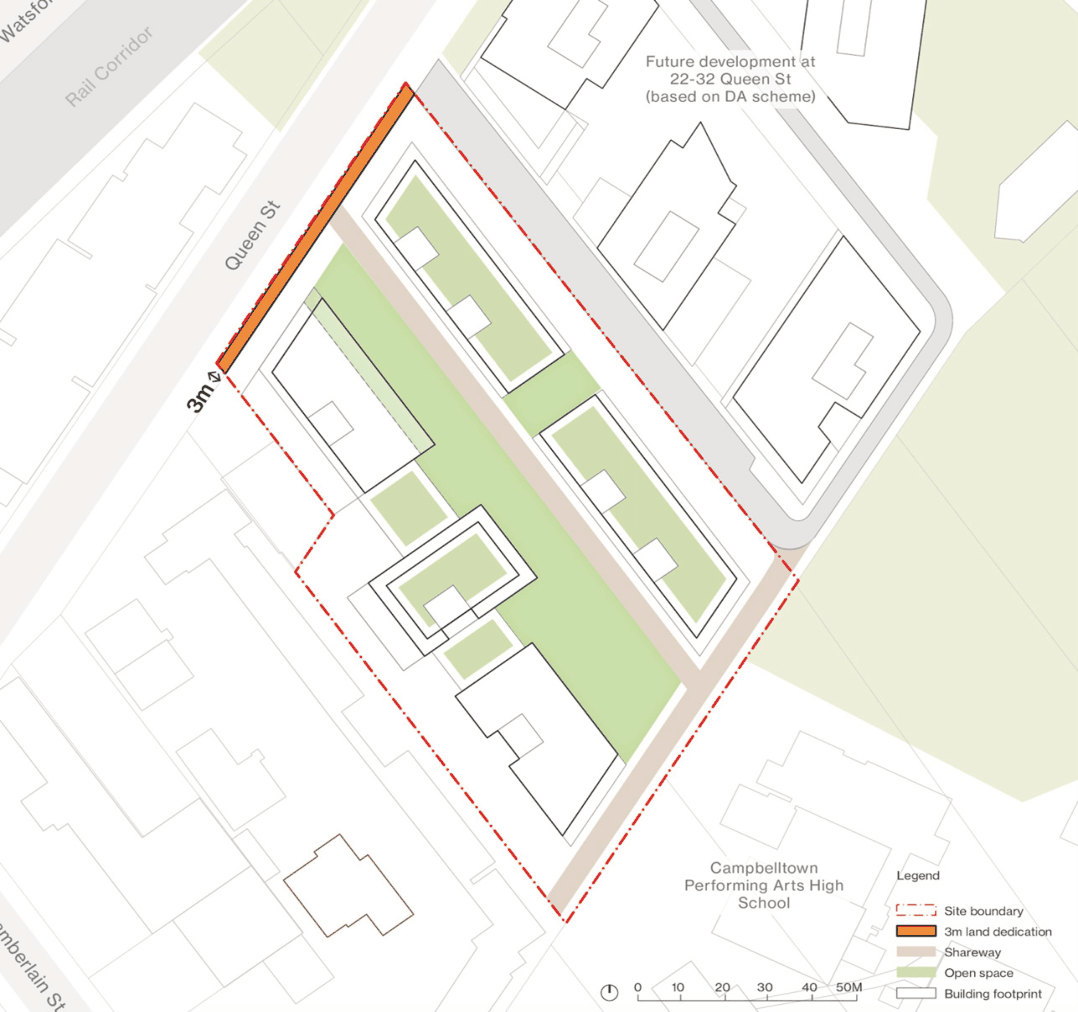 Rail Corridor
Future development at
22-32 Queen St
(based on DA scheme)
Queen St
3m
Campbelltown
Performing Arts High
School
Legend
Site boundary
3m land dedication
Shareway
Open space
Building footprint
0 10 20 30 40 50M
St